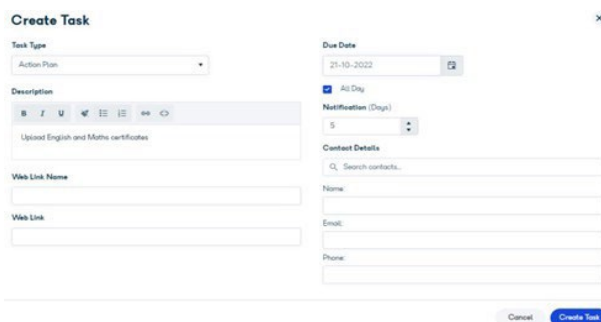 Create Task
Task Type
Action Plan
Description
B I U
Upload English and Maths certificates
Web Link Name
Web Link
Due Date
21-10-2022
All Day
Notification (Days)
5
Contact Details
Search contacts..
Name:
Email:
Phone:
Cancel
Create Task